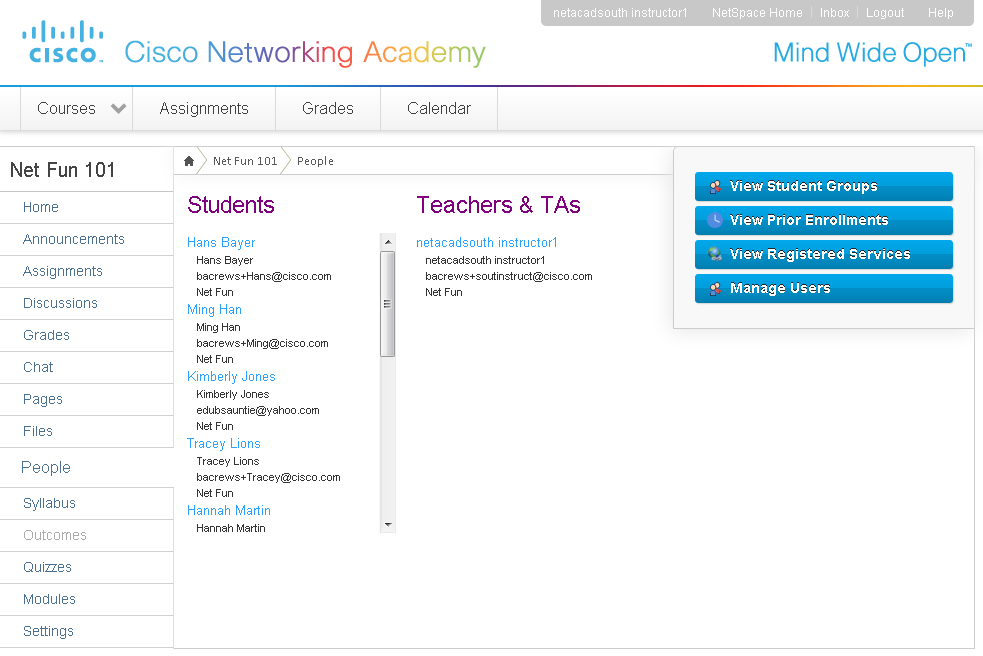 netacadsouth instructor1 NetSpace Home Inbox Logout Help
CISCO
Cisco Networking Academy
Mind Wide Open™
Courses Assignments Grades Calendar
Net Fun 101
Home
Announcements
Assignments
Discussions
Grades
Chat
Pages
Files
People
Syllabus
Outcomes
Quizzes
Modules
Settings
Net Fun 101 People
Students
Hans Bayer
Hans Bayer
bacrews+Hans@cisco.com
Net Fun
Ming Han
Ming Han
bacrews+Ming@cisco.com
Net Fun
Kimberly Jones
Kimberly Jones
edubsauntie@yahoo.com
Net Fun
Tracey Lions
Tracey Lions
bacrews+Tracey@cisco.com
Net Fun
Hannah Martin
Hannah Martin
Teachers & TAs
netacadsouth instructor1
netacadsouth instructor1
bacrews+soutinstruct@cisco.com
Net Fun
View Student Groups
View Prior Enrollments
View Registered Services
Manage Users